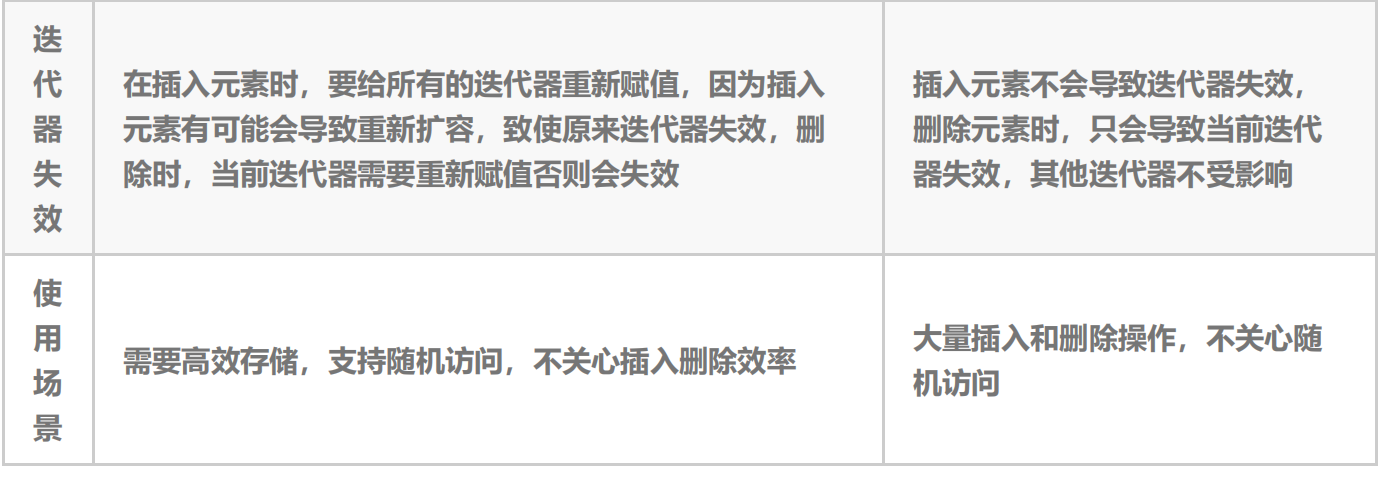 迭
代
器
失
效
在插入元素时，要给所有的迭代器重新赋值，因为插入
元素有可能会导致重新扩容，致使原来迭代器失效，删
除时，当前迭代器需要重新赋值否则会失效
插入元素不会导致迭代器失效，
删除元素时，只会导致当前迭代
器失效，其他迭代器不受影响
使
用
场
景
需要高效存储，支持随机访问，不关心插入删除效率
大量插入和删除操作，不关心随
机访问